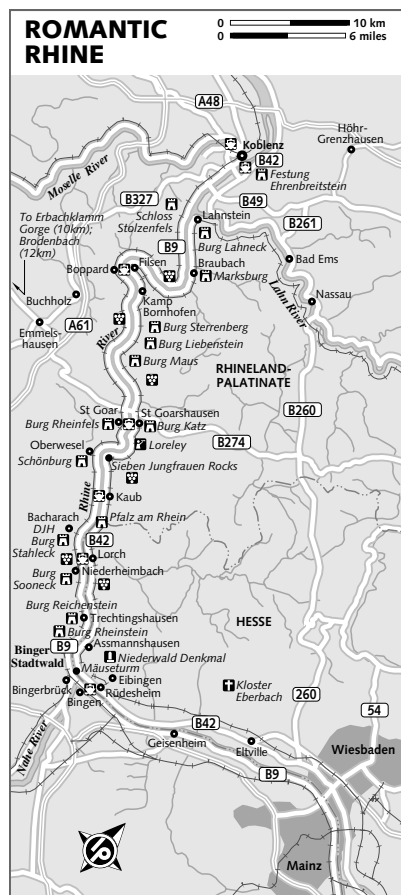 ROMANTIC
RHINE
0 10 km
0 6 miles
A48
Koblenz
Höhr-
Grenzhausen
Moselle River
B42
Festung
Ehrenbreitstein
B327
B49
Schloss
Stolzenfels
Lahnstein
B261
To Erbachklamm
Gorge (10km);
Brodenbach
(12km)
B9
Burg Lahneck
Bad Ems
Boppard
Filsen
Braubach
Marksburg
Lahn River
Buchholz
Kamp
Bornhofen
Nassau
Emmels-
hausen
A61
River
Burg Sterrenberg
Burg Liebenstein
Burg Maus
RHINELAND-
PALATINATE
St Goar
St Goarshausen
Burg Rheinfels
Burg Katz
B260
Oberwesel
Loreley
B274
Schönburg
Sieben Jungfrauen Rocks
Rhine
Kaub
Bacharach
Pfalz am Rhein
DJH
Burg
Stahleck
B42
Lorch
Burg
Sooneck
Niederheimbach
Burg Reichenstein
Trechtingshausen
HESSE
Burg Rheinstein
B9
Assmannshausen
Binger
Stadtwald
Niederwald Denkmal
Mäuseturm
Eibingen
Kloster
Eberbach
Bingerbrück
Rüdesheim
Bingen
260
54
B42
Nahe River
Geisenheim
Eltville
Wiesbaden
B9
Mainz